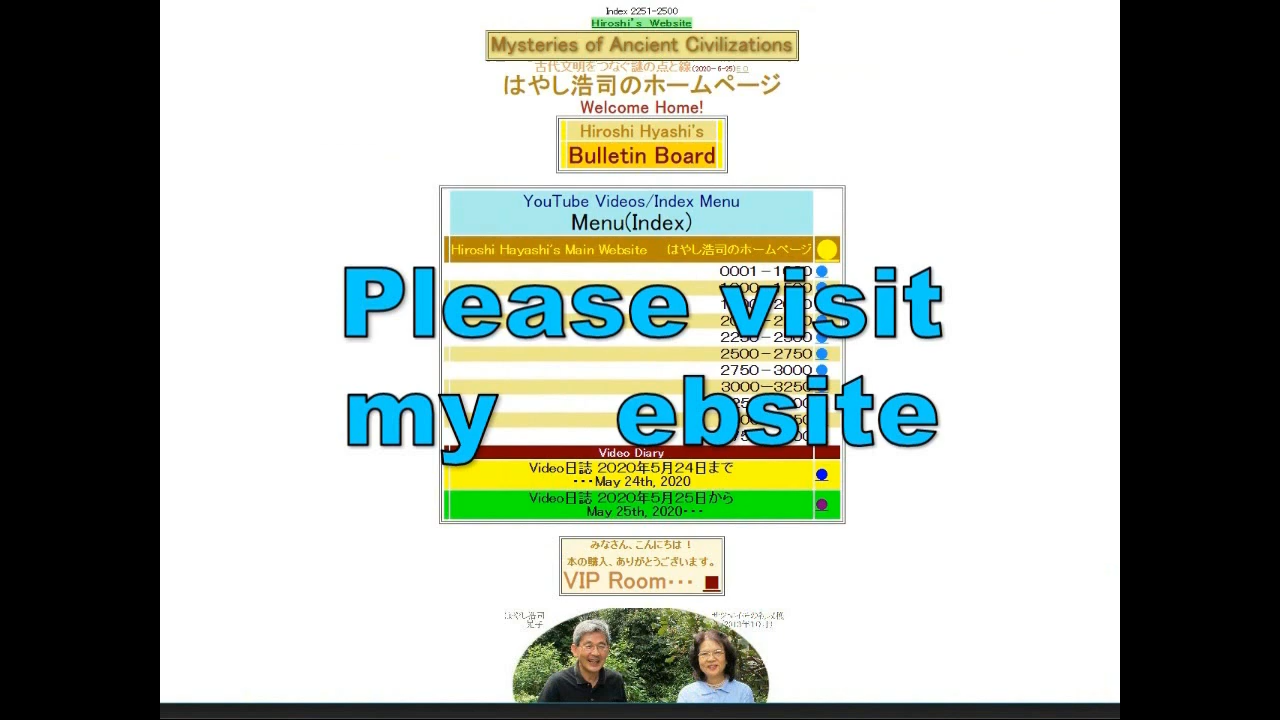 Index 2251-2500
Hiroshi's Website
Mysteries of Ancient Civilizations
古代文明をつなぐ謎の点と線(2020-6-25)
はやし浩司のホームページ
Welcome Home!
Hiroshi Hyashi's
Bulletin Board
YouTube Videos/Index Menu
Menu(Index)
Hiroshi Hayashi's Main Website はやし浩司のホームページ
Please visit
2500-2750
2750-3000
3000-3250
my ebsite
Video Diary
Video日誌 2020年5月24日まで
・・・May 24th, 2020
Video日誌 2020年5月25日から
May 25th, 2020・・・
みなさん、こんにちは！
本の購入、ありがとうございます。
VIP Room・・・
はやし浩司